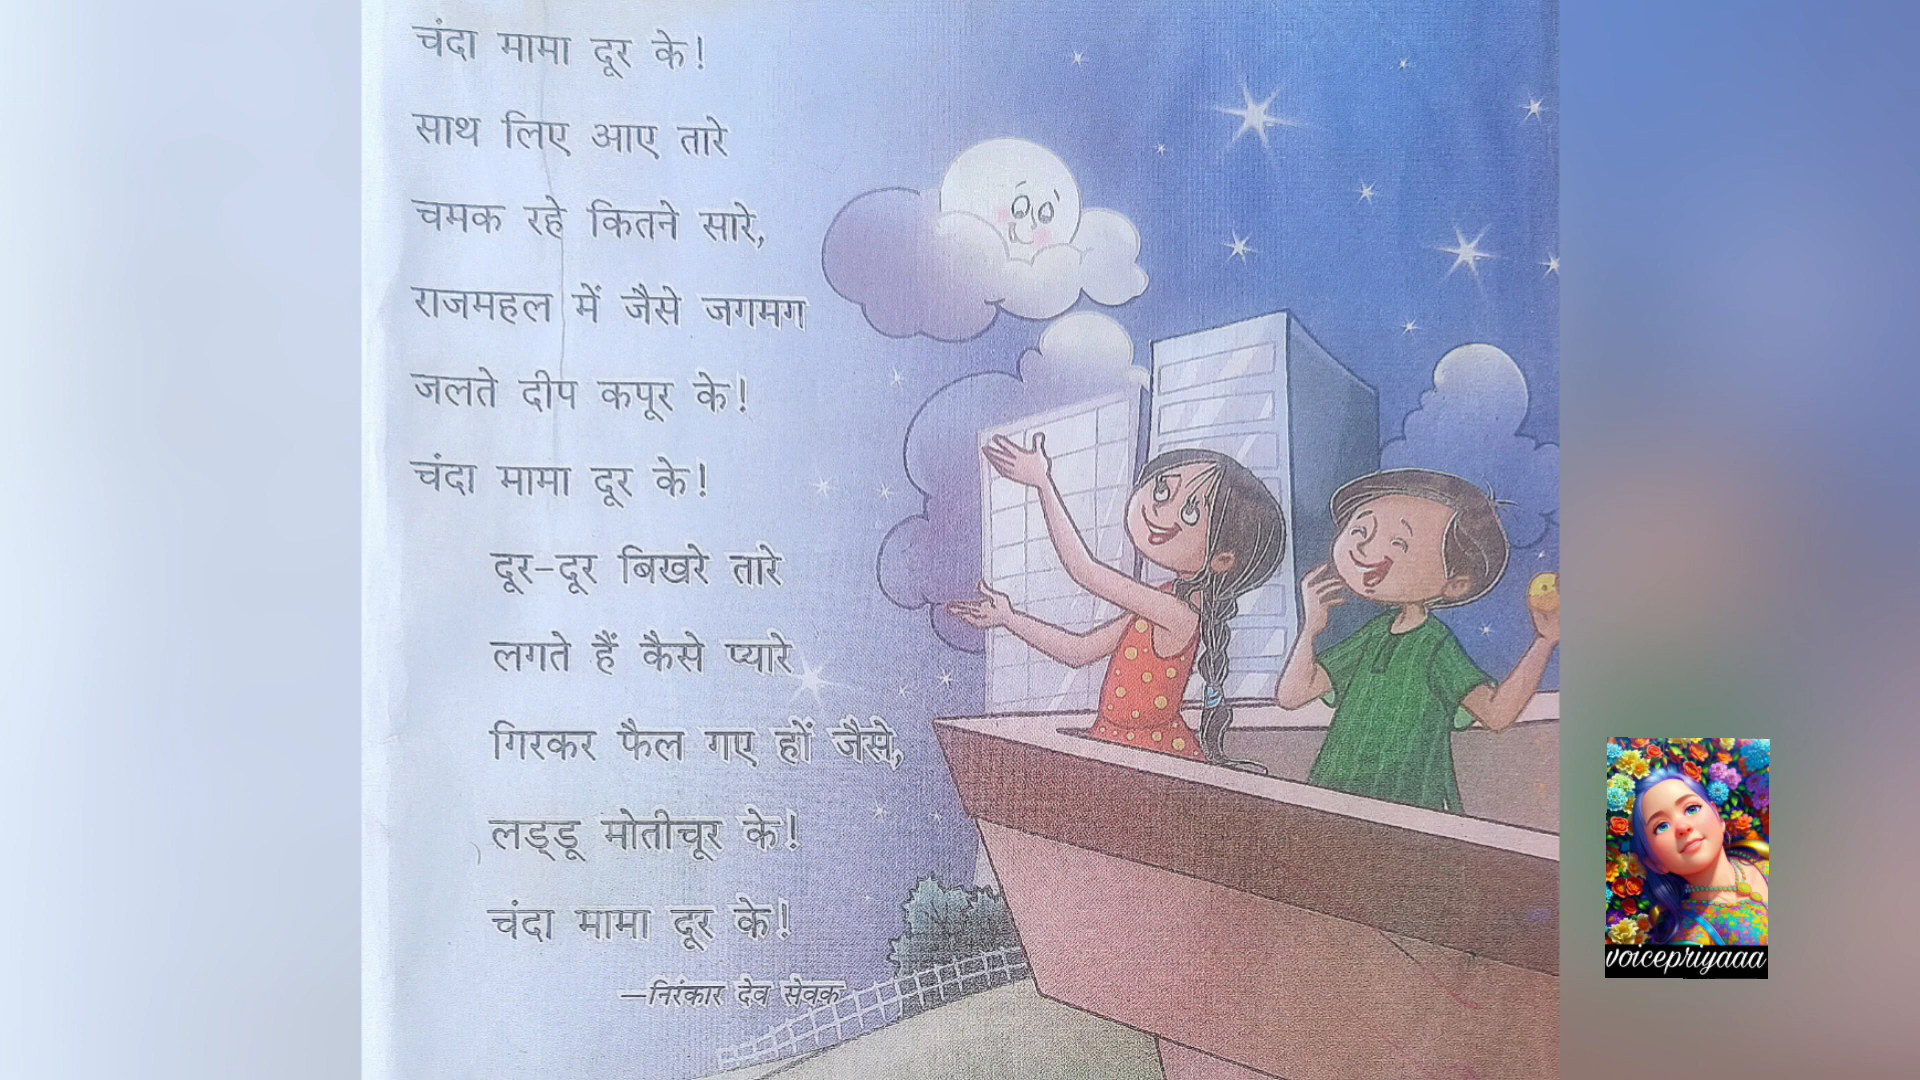 चंदा मामा दूर के!
साथ लिए आए तारे
चमक रहे कितने सारे,
राजमहल में जैसे जगमग
जलते दीप कपूर के!
चंदा मामा दूर के!
दूर-दूर बिखरे तारे
लगते हैं कैसे प्यारे
गिरकर फैल गए हों जैसे,
लड्डू मोतीचूर के!
चंदा मामा दूर के!
—निरंकार देव सेवक
voicepriyaaa